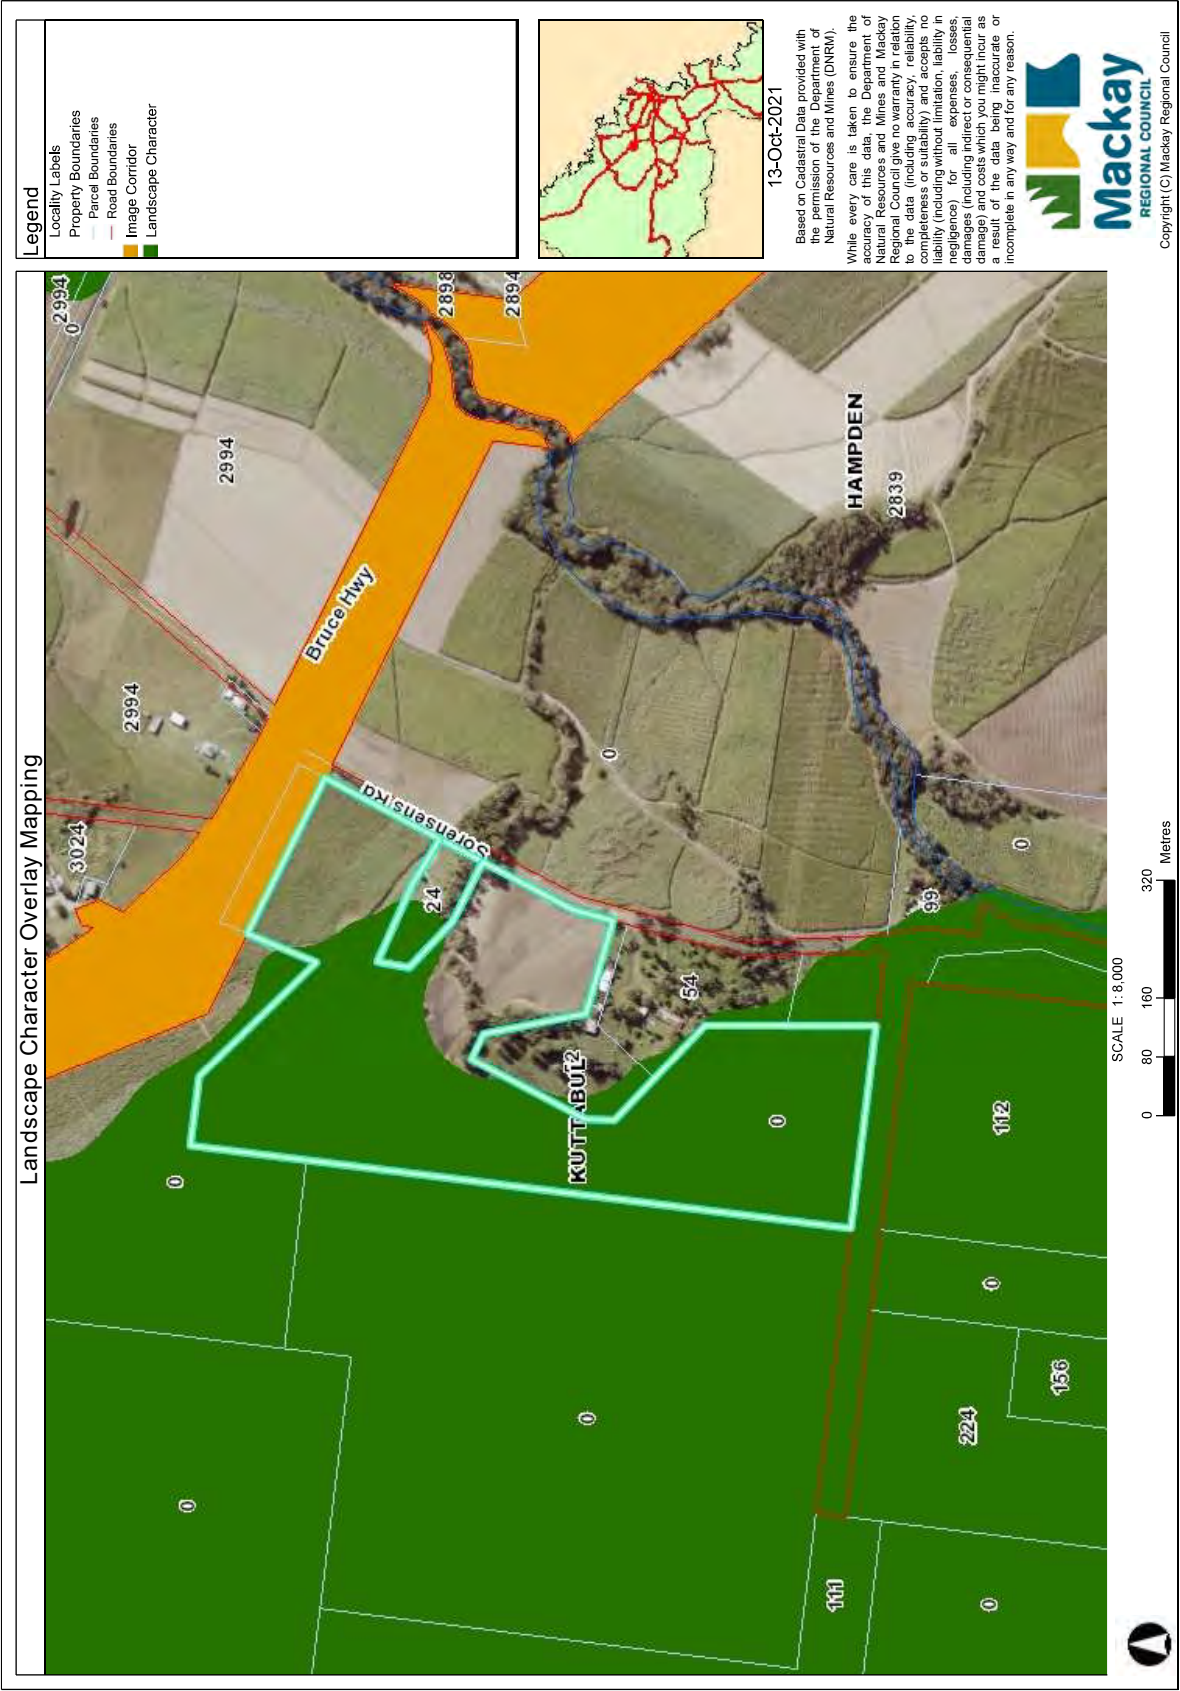 Landscape Character Overlay Mapping
Legend
Locality Labels
Property Boundaries
Parcel Boundaries
Road Boundaries
Image Corridor
Landscape Character
13-Oct-2021
Based on Cadastral Data provided with
the permission of the Department of
Natural Resources and Mines (DNRM).
While every care is taken to ensure the
accuracy of this data, the Department of
Natural Resources and Mines and Mackay
Regional Council give no warranty in relation
to the data (including accuracy, reliability,
completeness or suitability) and accepts no
liability (including without limitation, liability in
negligence) for all expenses, losses,
damages (including indirect or consequential
damage) and costs which you might incur as
a result of the data being inaccurate or
incomplete in any way and for any reason.
Mackay
REGIONAL COUNCIL
Copyright (C) Mackay Regional Council
2994
0
2898
2894
2994
2994
3024
Bruce Hwy
Sorensens Rd
HAMPDEN
2839
24
0
0
99
54
KUTTABUL
2
0
0
112
0
0
156
224
0
111
0
SCALE 1: 8,000
0 80 160 320
Metres